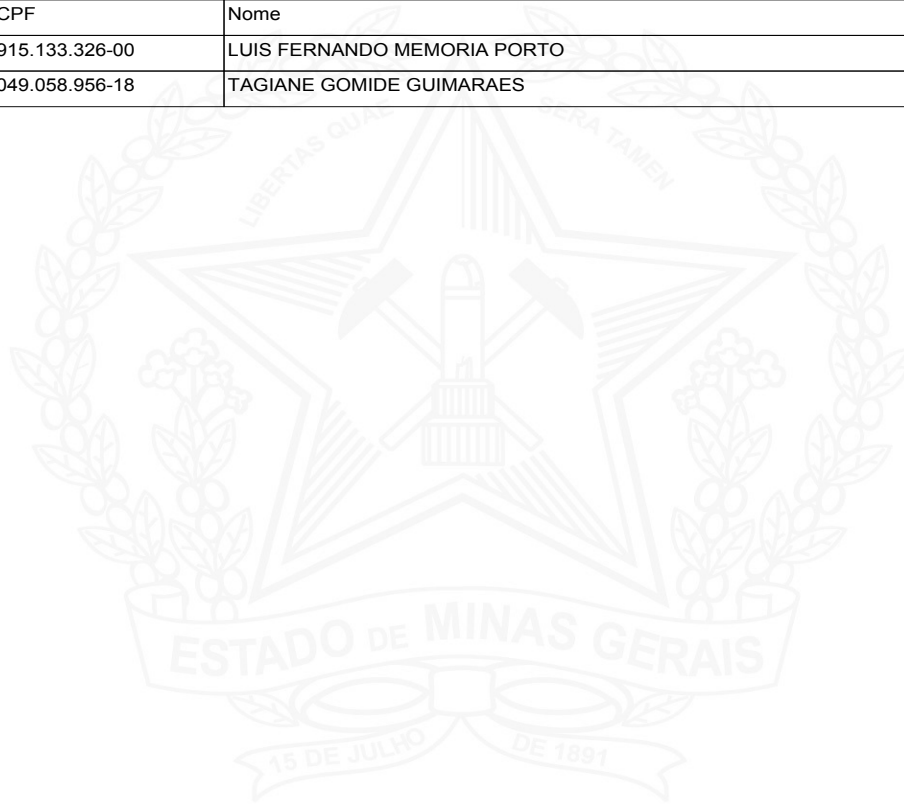 CPF Nome
915.133.326-00 LUIS FERNANDO MEMORIA PORTO
049.058.956-18 TAGIANE GOMIDE GUIMARAES
LIBERTAS QUAE SERA TAMEN
ESTADO DE MINAS GERAIS
15 DE JULHO DE 1891